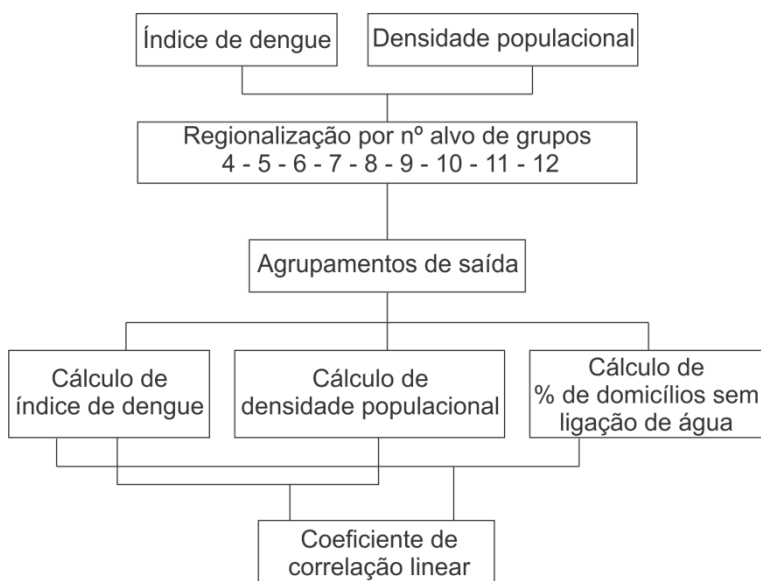 Índice de dengue
Densidade populacional
Regionalização por nº alvo de grupos
4 - 5 - 6 - 7 - 8 - 9 - 10 - 11 - 12
Agrupamentos de saída
Cálculo de
índice de dengue
Cálculo de
densidade populacional
Cálculo de
% de domicílios sem
ligação de água
Coeficiente de
correlação linear